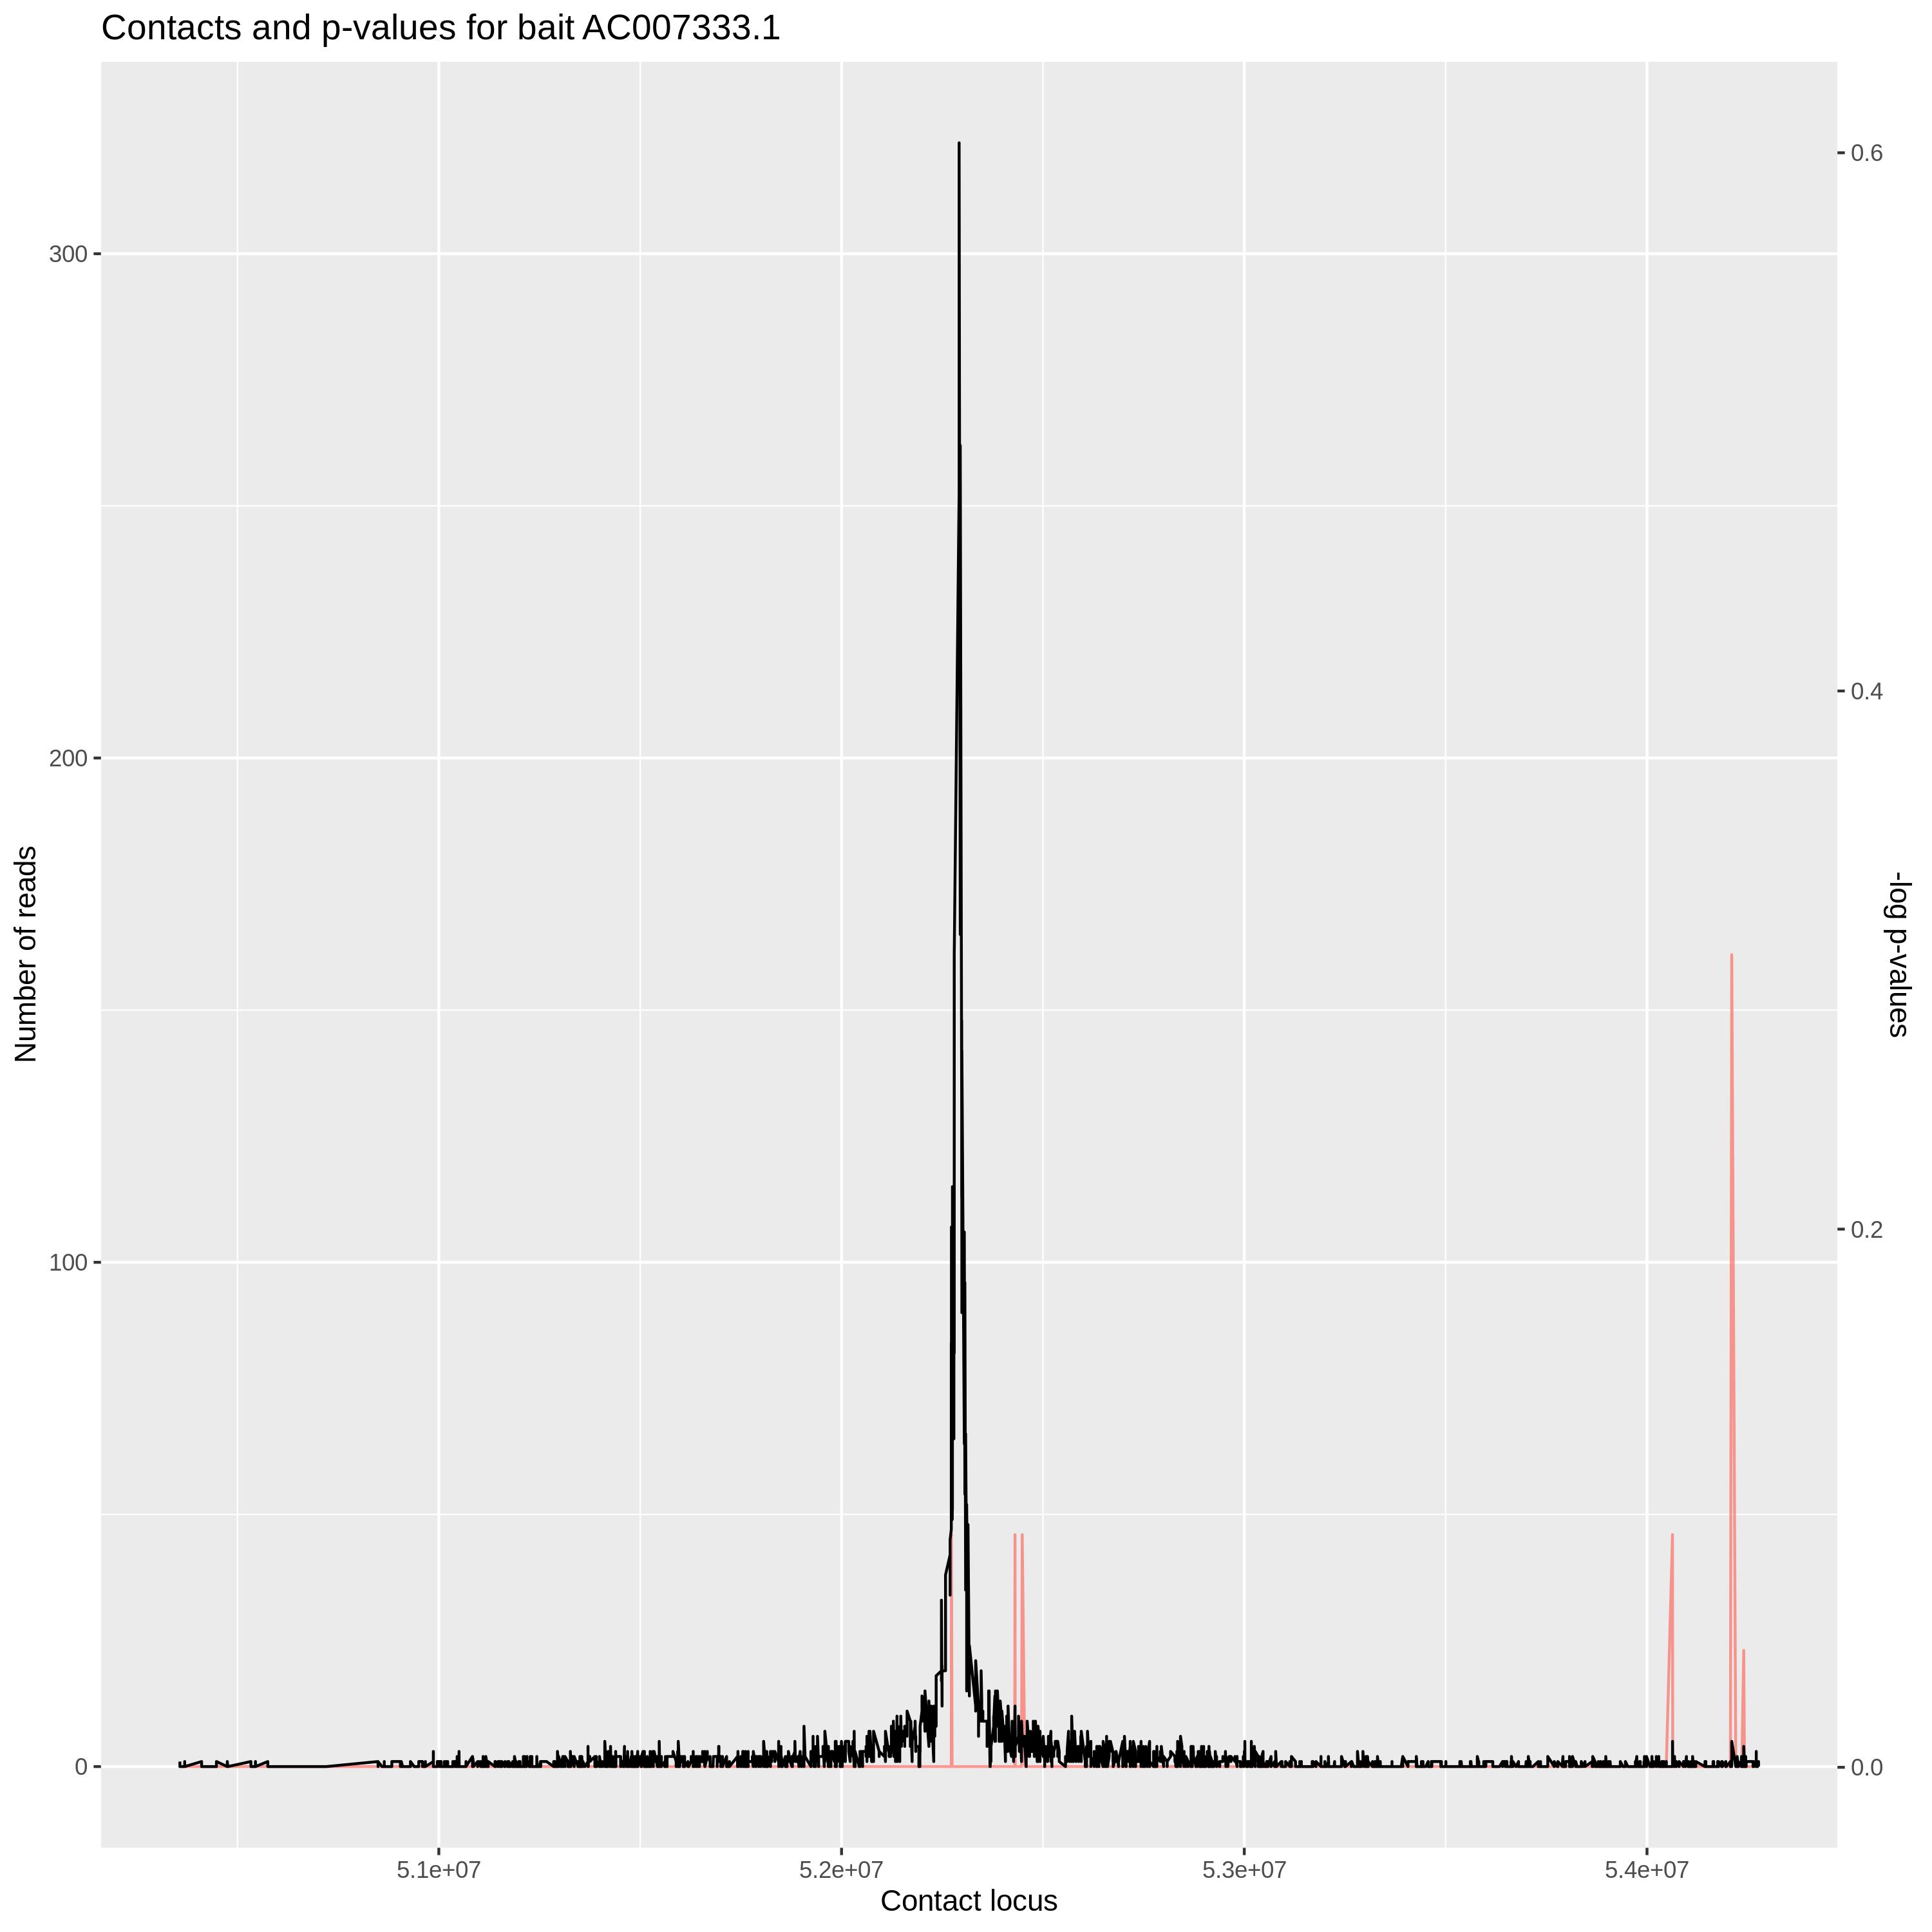 Contacts and p-values for bait AC007333.1
300
200
100
0
Number of reads
0.6
0.4
0.2
0.0
-log p-values
5.1e+07
5.2e+07
5.3e+07
5.4e+07
Contact locus